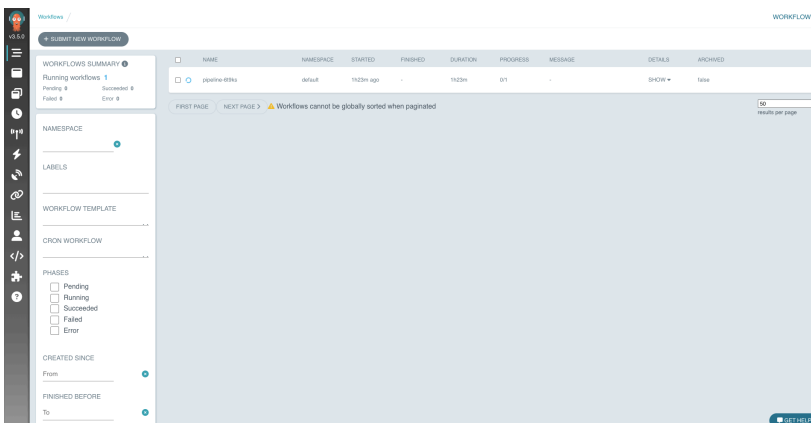 Workflows /
WORKFLOW
v3.5.0
+ SUBMIT NEW WORKFLOW
WORKFLOWS SUMMARY
Running workflows 1
Pending 0 Succeeded 0
Failed 0 Error 0
NAME NAMESPACE STARTED FINISHED DURATION PROGRESS MESSAGE DETAILS ARCHIVED
default 1h23m ago - 1h23m 0/1 - SHOW false
FIRST PAGE NEXT PAGE > Workflows cannot be globally sorted when paginated
50
results per page
NAMESPACE
LABELS
WORKFLOW TEMPLATE
CRON WORKFLOW
PHASES
Pending
Running
Succeeded
Failed
Error
CREATED SINCE
From
FINISHED BEFORE
To
GET HELP